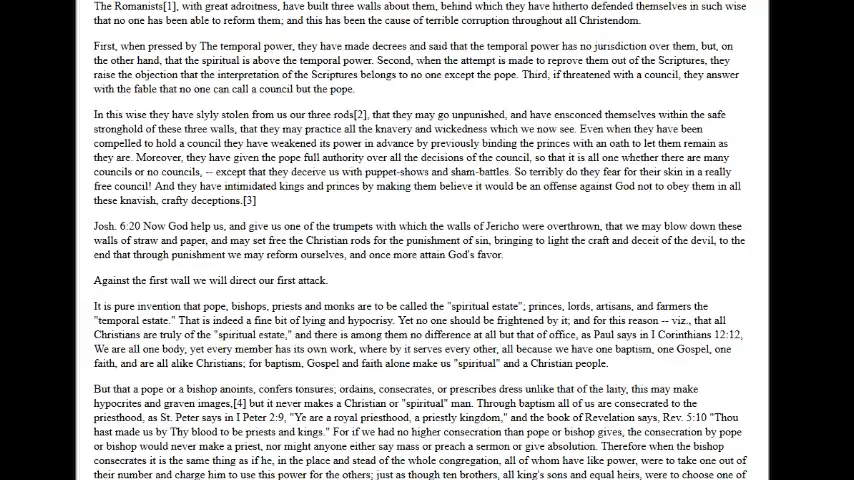 The Romanists[1], with great adroitness, have built three walls about them, behind which they have hitherto defended themselves in such wise
that no one has been able to reform them; and this has been the cause of terrible corruption throughout all Christendom.
First, when pressed by The temporal power, they have made decrees and said that the temporal power has no jurisdiction over them, but, on
the other hand, that the spiritual is above the temporal power. Second, when the attempt is made to reprove them out of the Scriptures, they
raise the objection that the interpretation of the Scriptures belongs to no one except the pope. Third, if threatened with a council, they answer
with the fable that no one can call a council but the pope.
In this wise they have slyly stolen from us our three rods[2], that they may go unpunished, and have ensconced themselves within the safe
stronghold of these three walls, that they may practice all the knavery and wickedness which we now see. Even when they have been
compelled to hold a council they have weakened its power in advance by previously binding the princes with an oath to let them remain as
they are. Moreover, they have given the pope full authority over all the decisions of the council, so that it is all one whether there are many
councils or no councils, -- except that they deceive us with puppet-shows and sham-battles. So terribly do they fear for their skin in a really
free council! And they have intimidated kings and princes by making them believe it would be an offense against God not to obey them in all
these knavish, crafty deceptions.[3]
Josh. 6:20 Now God help us, and give us one of the trumpets with which the walls of Jericho were overthrown, that we may blow down these
walls of straw and paper, and may set free the Christian rods for the punishment of sin, bringing to light the craft and deceit of the devil, to the
end that through punishment we may reform ourselves, and once more attain God's favor.
Against the first wall we will direct our first attack.
It is pure invention that pope, bishops, priests and monks are to be called the "spiritual estate"; princes, lords, artisans, and farmers the
"temporal estate." That is indeed a fine bit of lying and hypocrisy. Yet no one should be frightened by it; and for this reason -- viz., that all
Christians are truly of the "spiritual estate," and there is among them no difference at all but that of office, as Paul says in I Corinthians 12:12,
We are all one body, yet every member has its own work, where by it serves every other, all because we have one baptism, one Gospel, one
faith, and are all alike Christians; for baptism, Gospel and faith alone make us "spiritual" and a Christian people.
But that a pope or a bishop anoints, confers tonsures; ordains, consecrates, or prescribes dress unlike that of the laity, this may make
hypocrites and graven images,[4] but it never makes a Christian or "spiritual" man. Through baptism all of us are consecrated to the
priesthood, as St. Peter says in I Peter 2:9, "Ye are a royal priesthood, a priestly kingdom," and the book of Revelation says, Rev. 5:10 "Thou
hast made us by Thy blood to be priests and kings." For if we had no higher consecration than pope or bishop gives, the consecration by pope
or bishop would never make a priest, nor might anyone either say mass or preach a sermon or give absolution. Therefore when the bishop
consecrates it is the same thing as if he, in the place and stead of the whole congregation, all of whom have like power, were to take one out of
their number and charge him to use this power for the others; just as though ten brothers, all king's sons and equal heirs, were to choose one of